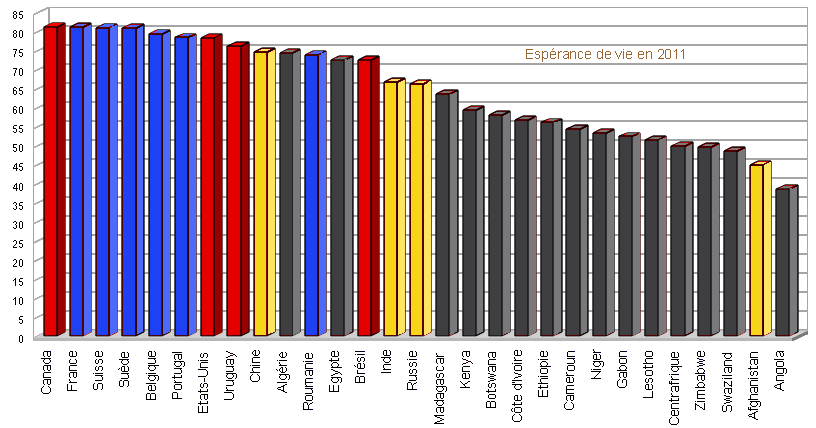 Espérance de vie en 2011
85
80
75
70
65
60
55
50
45
40
35
30
25
20
15
10
5
0
Canada
France
Suisse
Suède
Belgique
Portugal
Etats-Unis
Uruguay
Chine
Algérie
Roumanie
Egypte
Brésil
Inde
Russie
Madagascar
Kenya
Botswana
Côte d'Ivoire
Ethiopie
Cameroun
Niger
Gabon
Lesotho
Centrafrique
Zimbabwe
Swaziland
Afghanistan
Angola